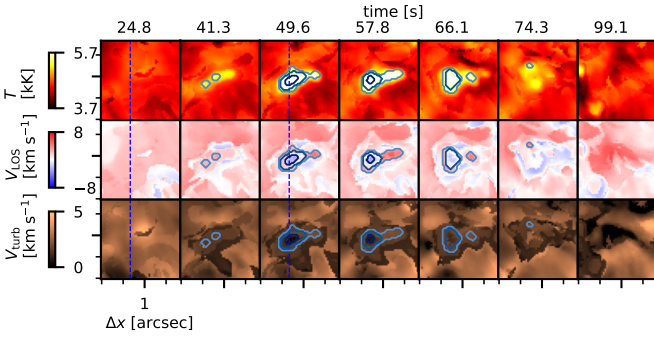 time [s]
24.8 41.3 49.6 57.8 66.1 74.3 99.1
T [kK] 5.7 3.7
V_LOS [km s⁻¹] 8 −8
V_turb [km s⁻¹] 5 0
1
Δx [arcsec]